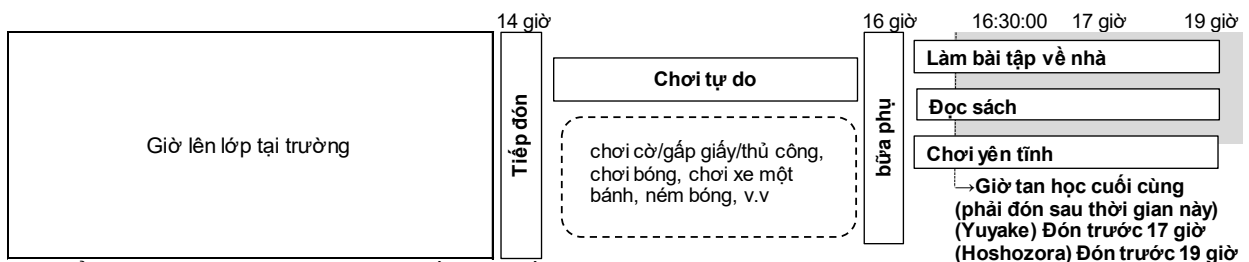 14 giờ
16 giờ
16:30:00
17 giờ
19 giờ
Giờ lên lớp tại trường
Tiếp đón
Chơi tự do
chơi cờ/gấp giấy/thủ công,
chơi bóng, chơi xe một
bánh, ném bóng, v.v
bữa phụ
Làm bài tập về nhà
Đọc sách
Chơi yên tĩnh
→Giờ tan học cuối cùng
(phải đón sau thời gian này)
(Yuyake) Đón trước 17 giờ
(Hoshozora) Đón trước 19 giờ